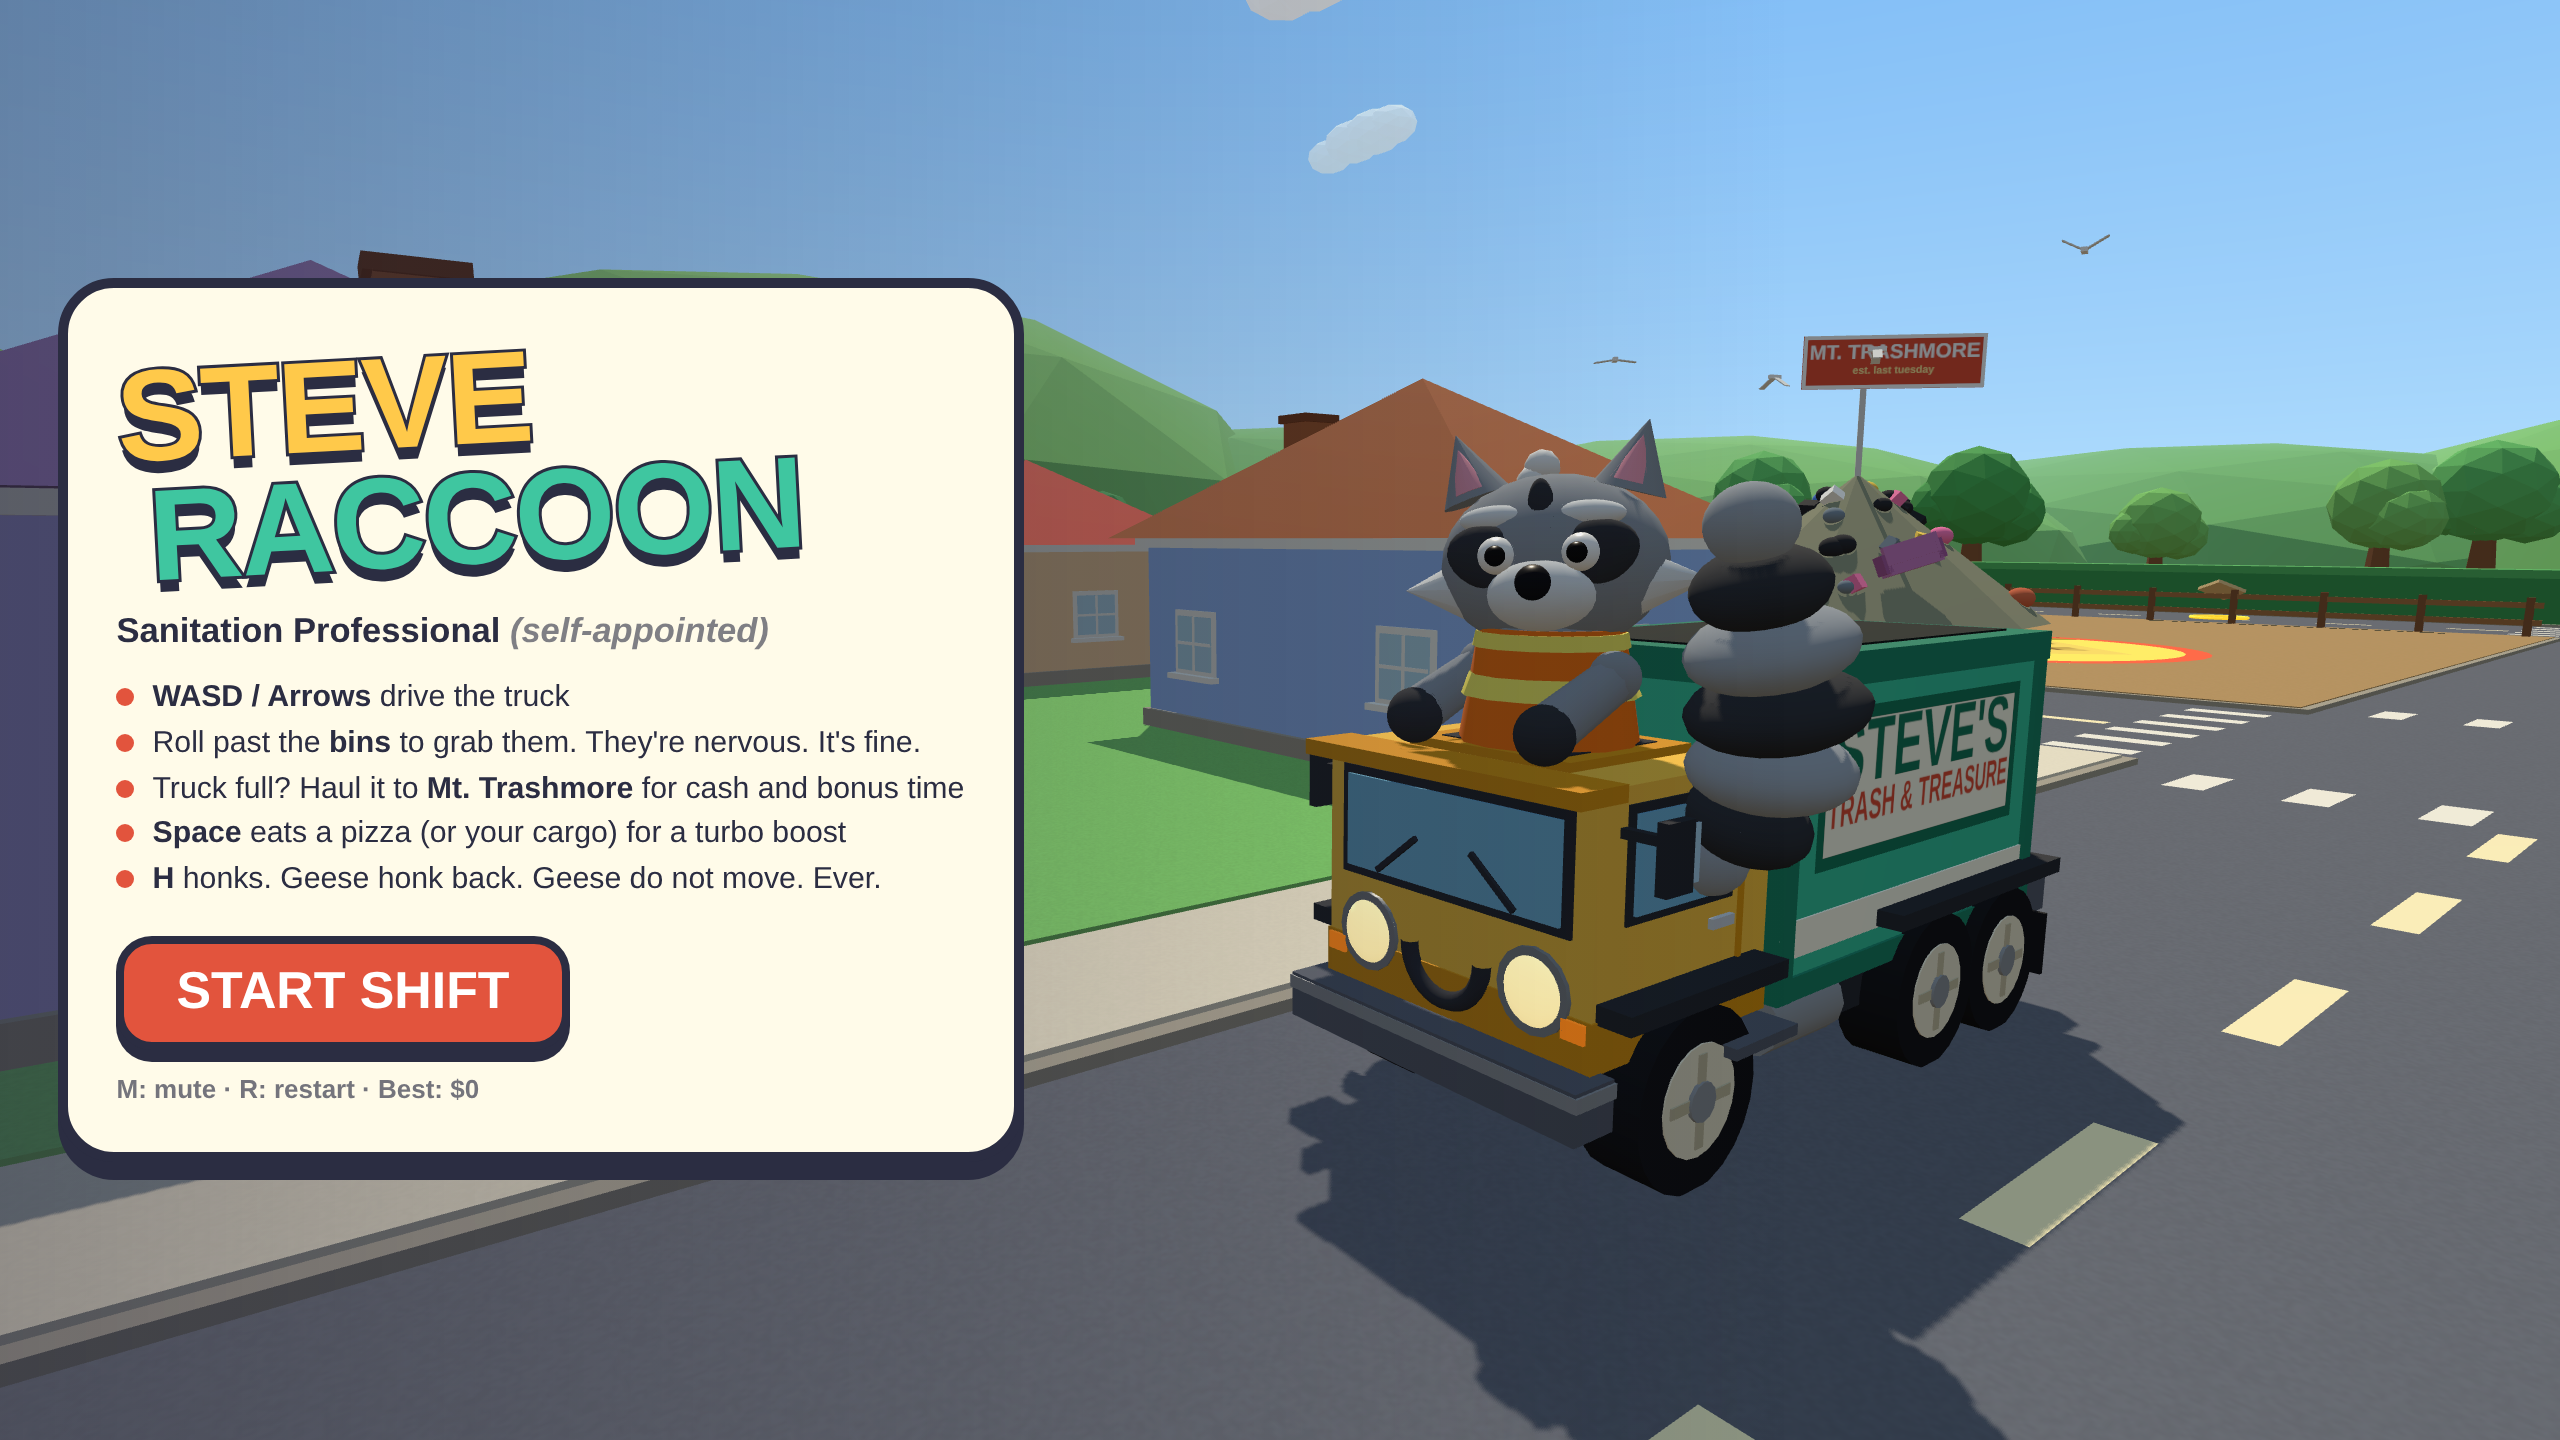 STEVE
RACCOON
Sanitation Professional (self-appointed)
WASD / Arrows drive the truck
Roll past the bins to grab them. They're nervous. It's fine.
Truck full? Haul it to Mt. Trashmore for cash and bonus time
Space eats a pizza (or your cargo) for a turbo boost
H honks. Geese honk back. Geese do not move. Ever.
START SHIFT
M: mute · R: restart · Best: $0
MT. TRASHMORE
est. last tuesday
STEVE'S
TRASH & TREASURE